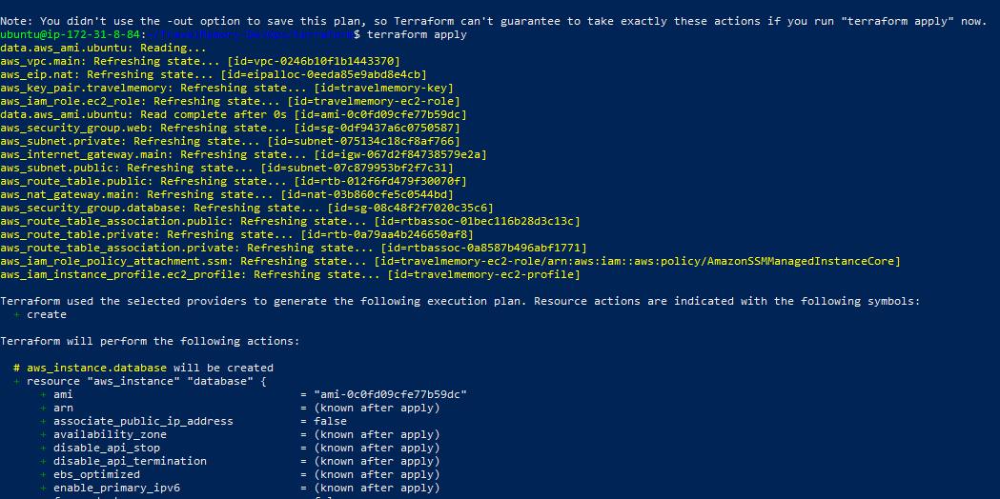 Note: You didn't use the -out option to save this plan, so Terraform can't guarantee to take exactly these actions if you run "terraform apply" now.
ubuntu@ip-172-31-8-84:~/TravelMemory-DevOps/terraform$ terraform apply
data.aws_ami.ubuntu: Reading...
aws_vpc.main: Refreshing state... [id=vpc-0246b10f1b1443370]
aws_eip.nat: Refreshing state... [id=eipalloc-0eeda85e9abd8e4cb]
aws_key_pair.travelmemory: Refreshing state... [id=travelmemory-key]
aws_iam_role.ec2_role: Refreshing state... [id=travelmemory-ec2-role]
data.aws_ami.ubuntu: Read complete after 0s [id=ami-0c0fd09cfe77b59dc]
aws_security_group.web: Refreshing state... [id=sg-0df9437a6c0750587]
aws_subnet.private: Refreshing state... [id=subnet-075134c18cf8af766]
aws_internet_gateway.main: Refreshing state... [id=igw-067d2f84738579e2a]
aws_subnet.public: Refreshing state... [id=subnet-07c879953bf2f7c31]
aws_route_table.public: Refreshing state... [id=rtb-012f6fd479f30070f]
aws_nat_gateway.main: Refreshing state... [id=nat-03b860cfe5c0544bd]
aws_security_group.database: Refreshing state... [id=sg-08c48f2f7020c35c6]
aws_route_table_association.public: Refreshing state... [id=rtbassoc-01bec116b28d3c13c]
aws_route_table.private: Refreshing state... [id=rtb-0a79aa4b246650af8]
aws_route_table_association.private: Refreshing state... [id=rtbassoc-0a8587b496abf1771]
aws_iam_role_policy_attachment.ssm: Refreshing state... [id=travelmemory-ec2-role/arn:aws:iam::aws:policy/AmazonSSMManagedInstanceCore]
aws_iam_instance_profile.ec2_profile: Refreshing state... [id=travelmemory-ec2-profile]
Terraform used the selected providers to generate the following execution plan. Resource actions are indicated with the following symbols:
+ create
Terraform will perform the following actions:
# aws_instance.database will be created
+ resource "aws_instance" "database" {
+ ami = "ami-0c0fd09cfe77b59dc"
+ arn = (known after apply)
+ associate_public_ip_address = false
+ availability_zone = (known after apply)
+ disable_api_stop = (known after apply)
+ disable_api_termination = (known after apply)
+ ebs_optimized = (known after apply)
+ enable_primary_ipv6 = (known after apply)